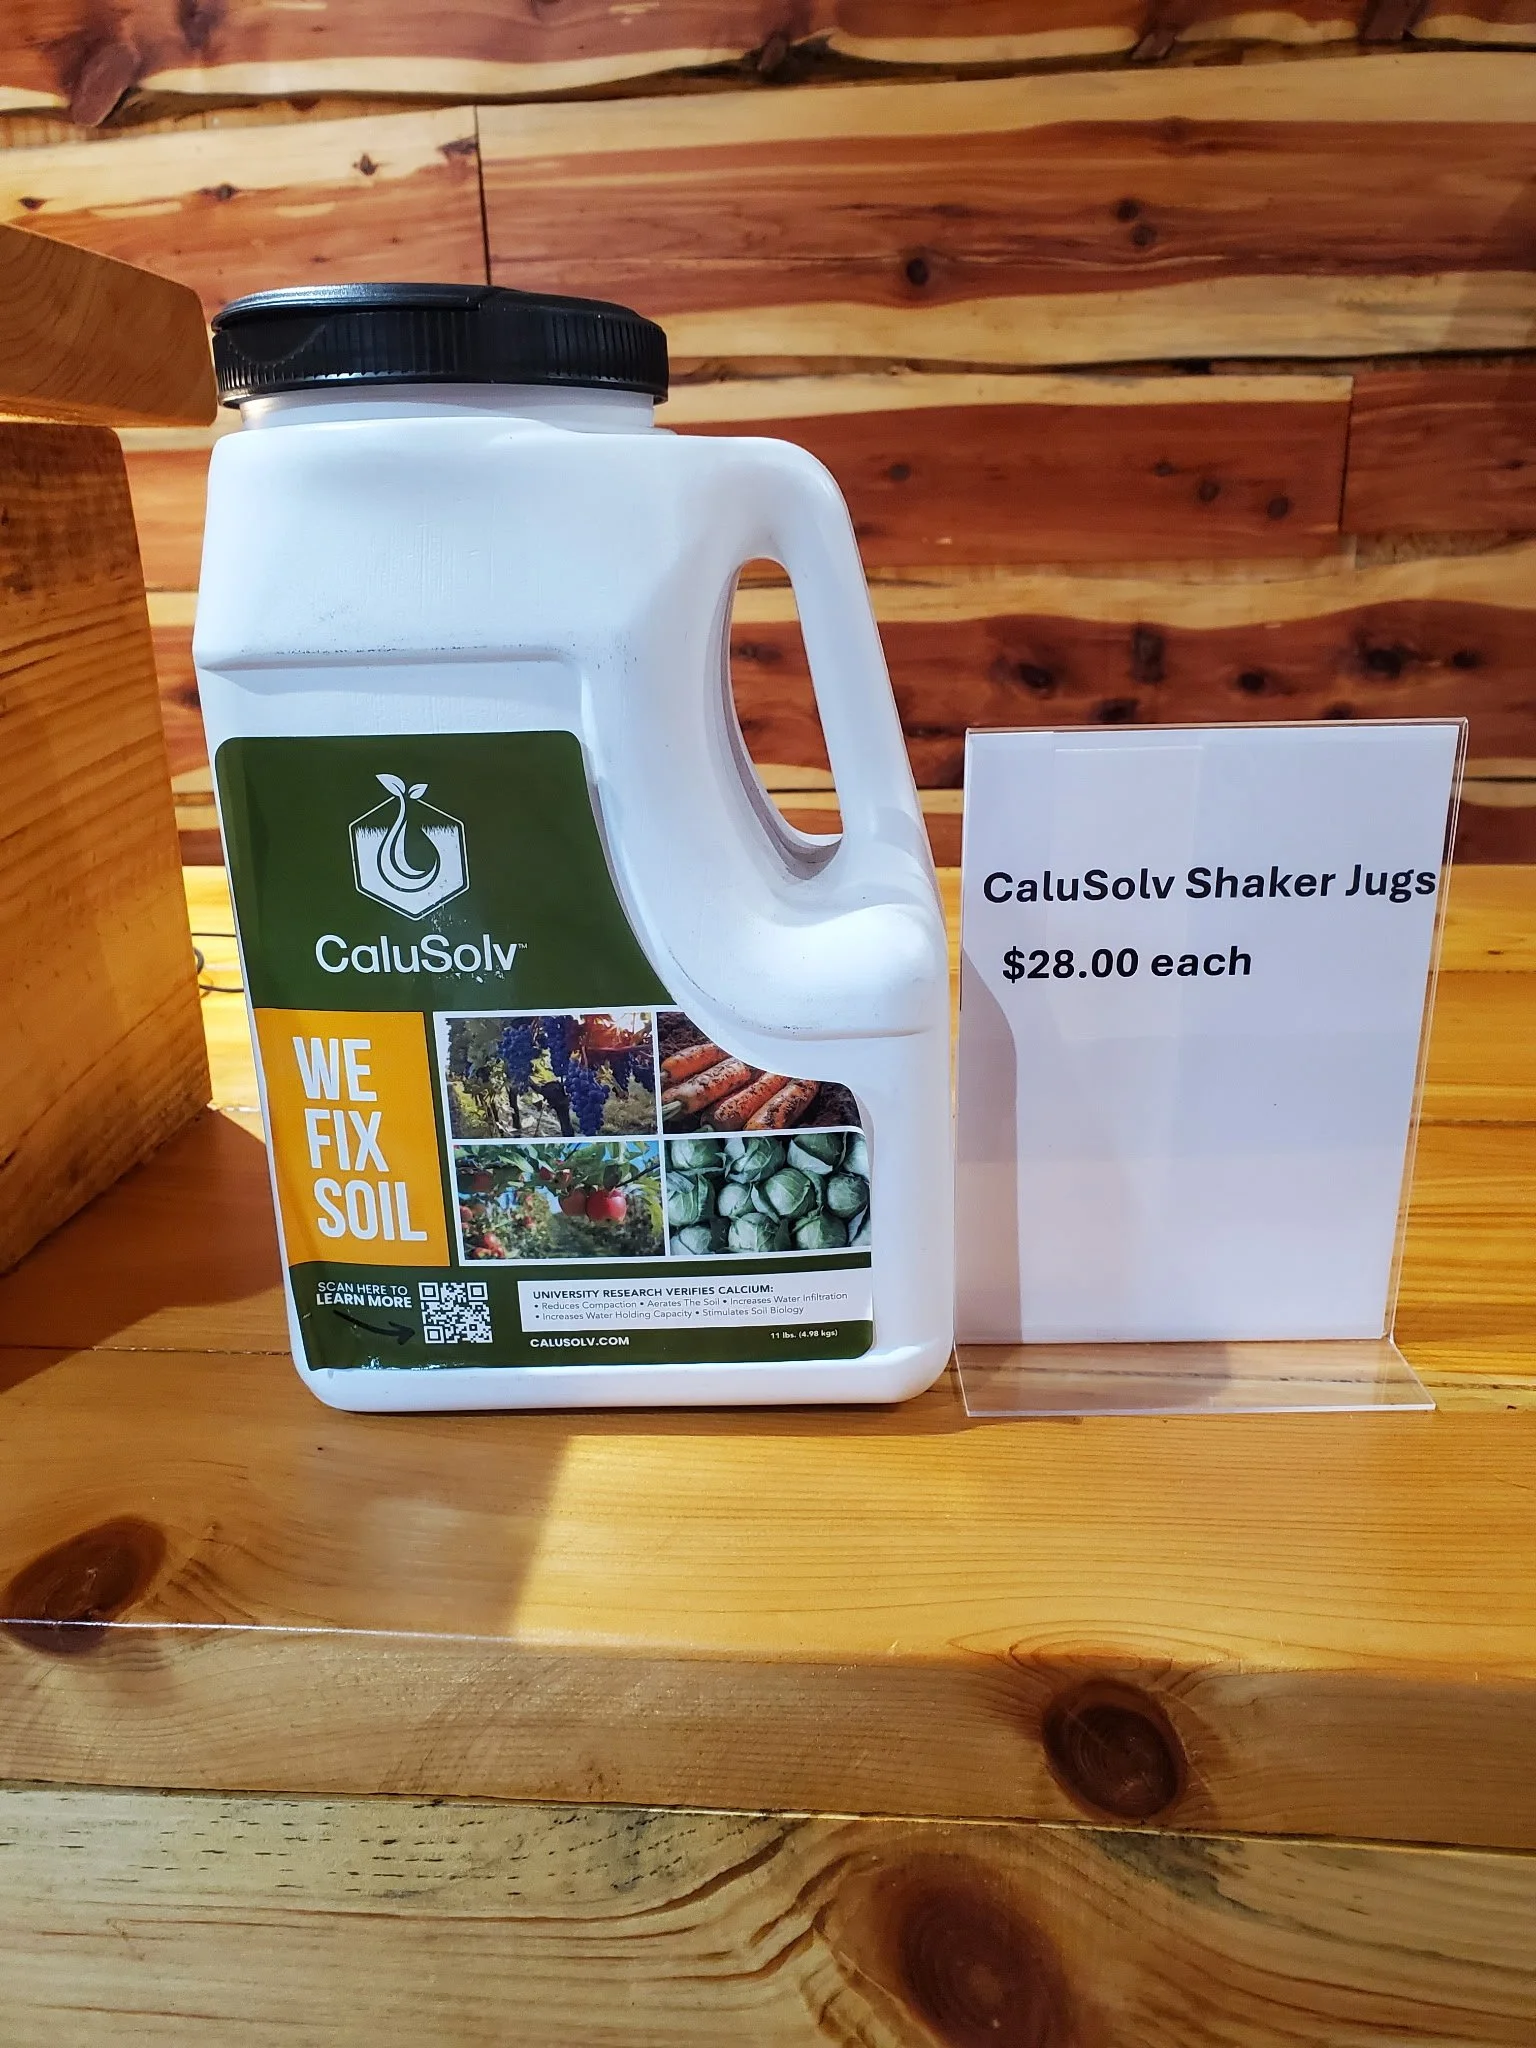 CaluSolv™
WE
FIX
SOIL
SCAN HERE TO
LEARN MORE
UNIVERSITY RESEARCH VERIFIES CALCIUM:
• Reduces Compaction • Aerates The Soil • Increases Water Infiltration
• Increases Water Holding Capacity • Stimulates Soil Biology
CALUSOLV.COM
11 lbs. (4.98 kgs)
CaluSolv Shaker Jugs
$28.00 each